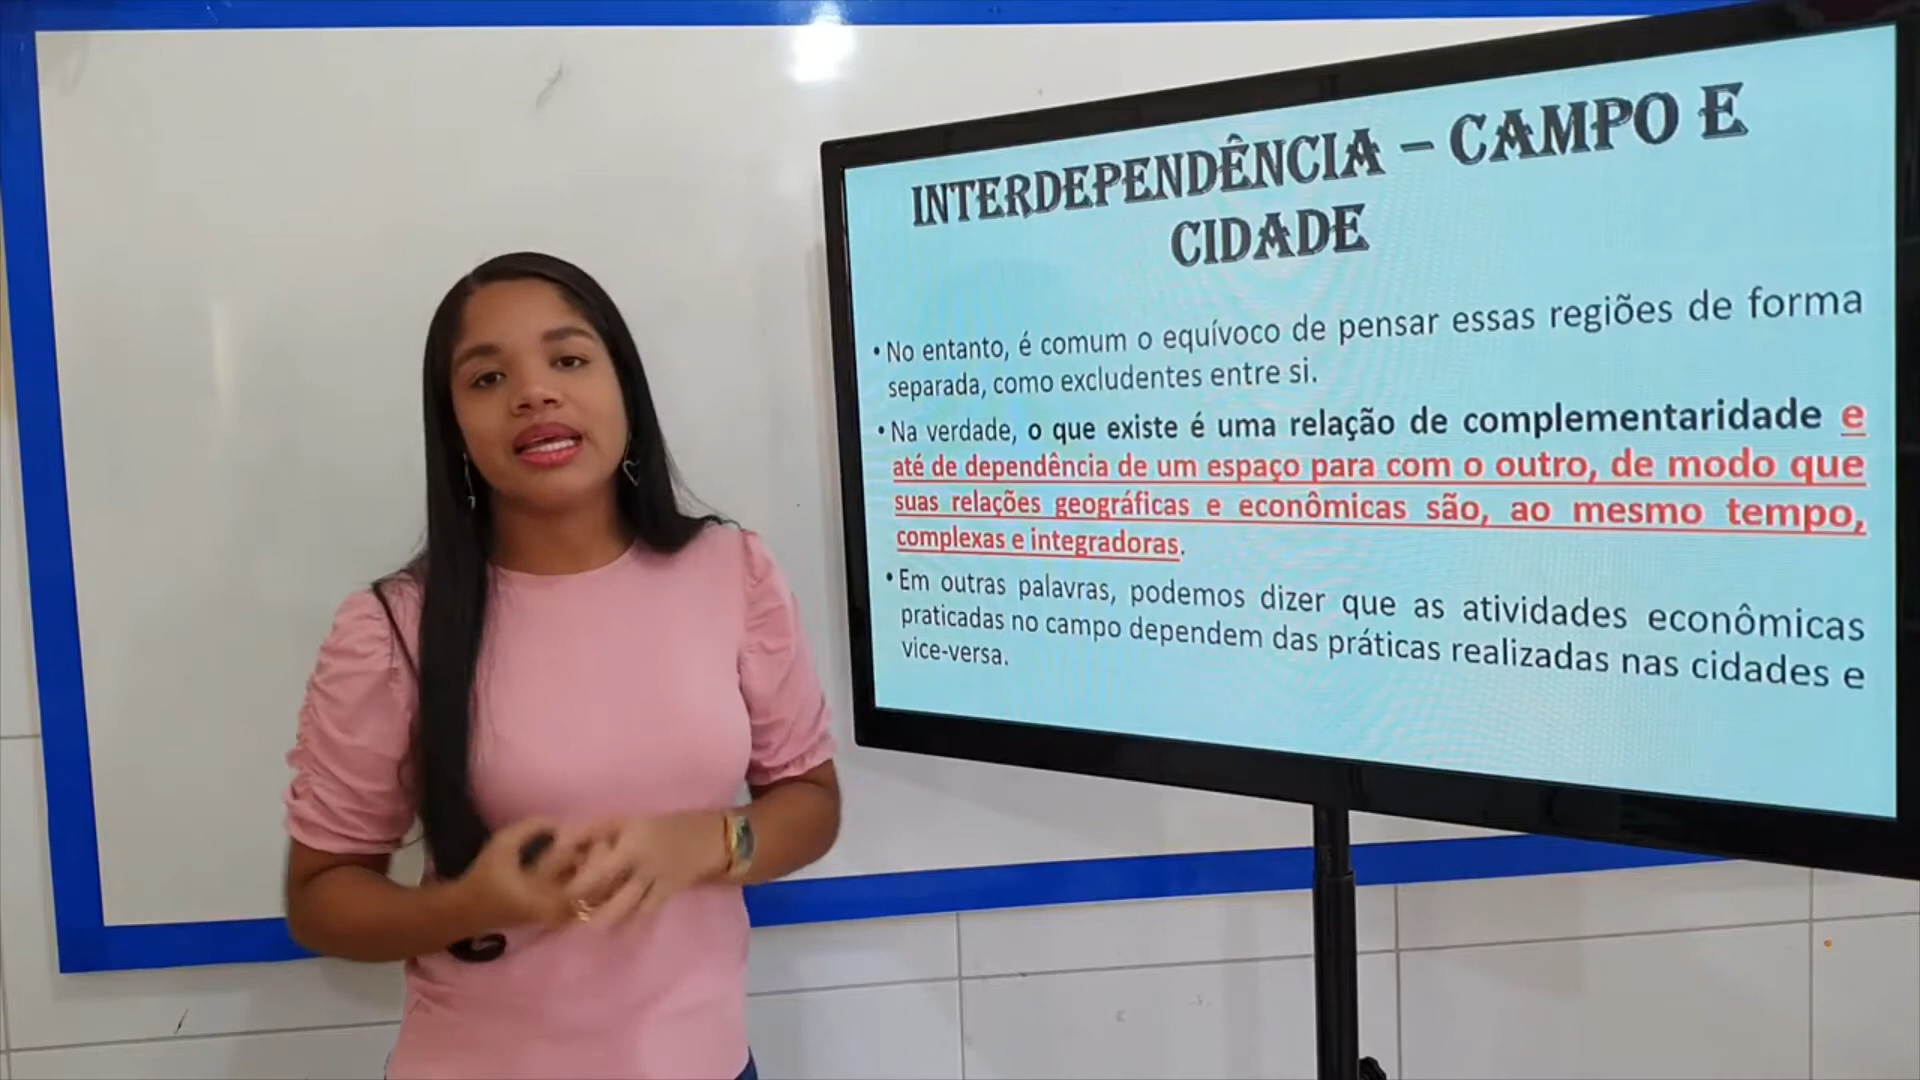 INTERDEPENDÊNCIA – CAMPO E
CIDADE
• No entanto, é comum o equívoco de pensar essas regiões de forma
separada, como excludentes entre si.
• Na verdade, o que existe é uma relação de complementaridade e
até de dependência de um espaço para com o outro, de modo que
suas relações geográficas e econômicas são, ao mesmo tempo,
complexas e integradoras.
• Em outras palavras, podemos dizer que as atividades econômicas
praticadas no campo dependem das práticas realizadas nas cidades e
vice-versa.